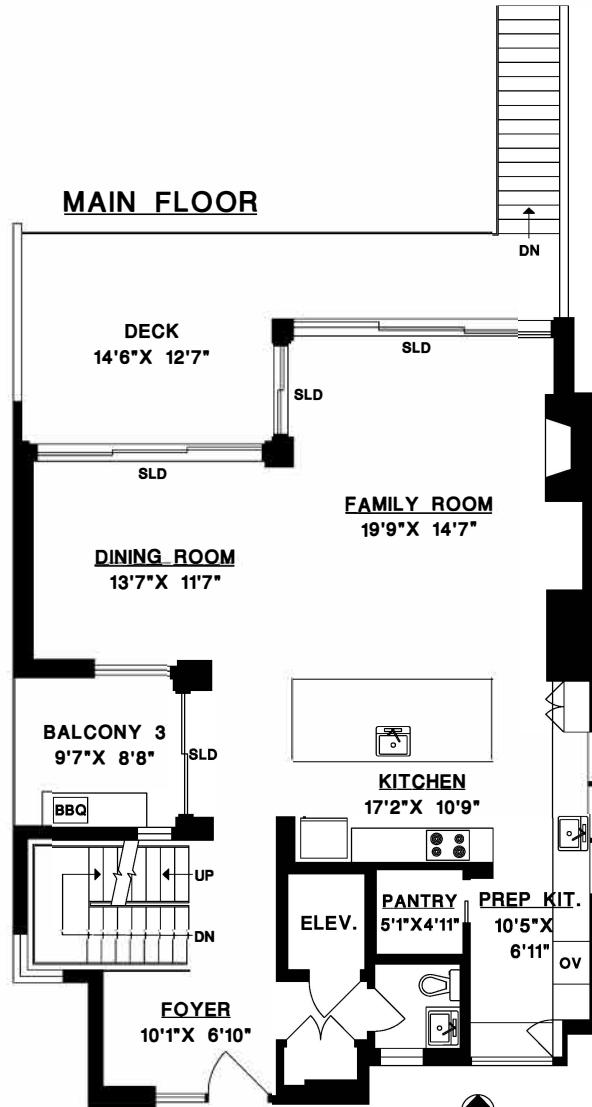 MAIN FLOOR
DN
DECK
14'6"X 12'7"
SLD
SLD
SLD
FAMILY ROOM
19'9"X 14'7"
DINING ROOM
13'7"X 11'7"
BALCONY 3
9'7"X 8'8"
SLD
BBQ
KITCHEN
17'2"X 10'9"
UP
DN
ELEV.
PANTRY
5'1"X4'11"
PREP KIT.
10'5"X
6'11"
OV
FOYER
10'1"X 6'10"